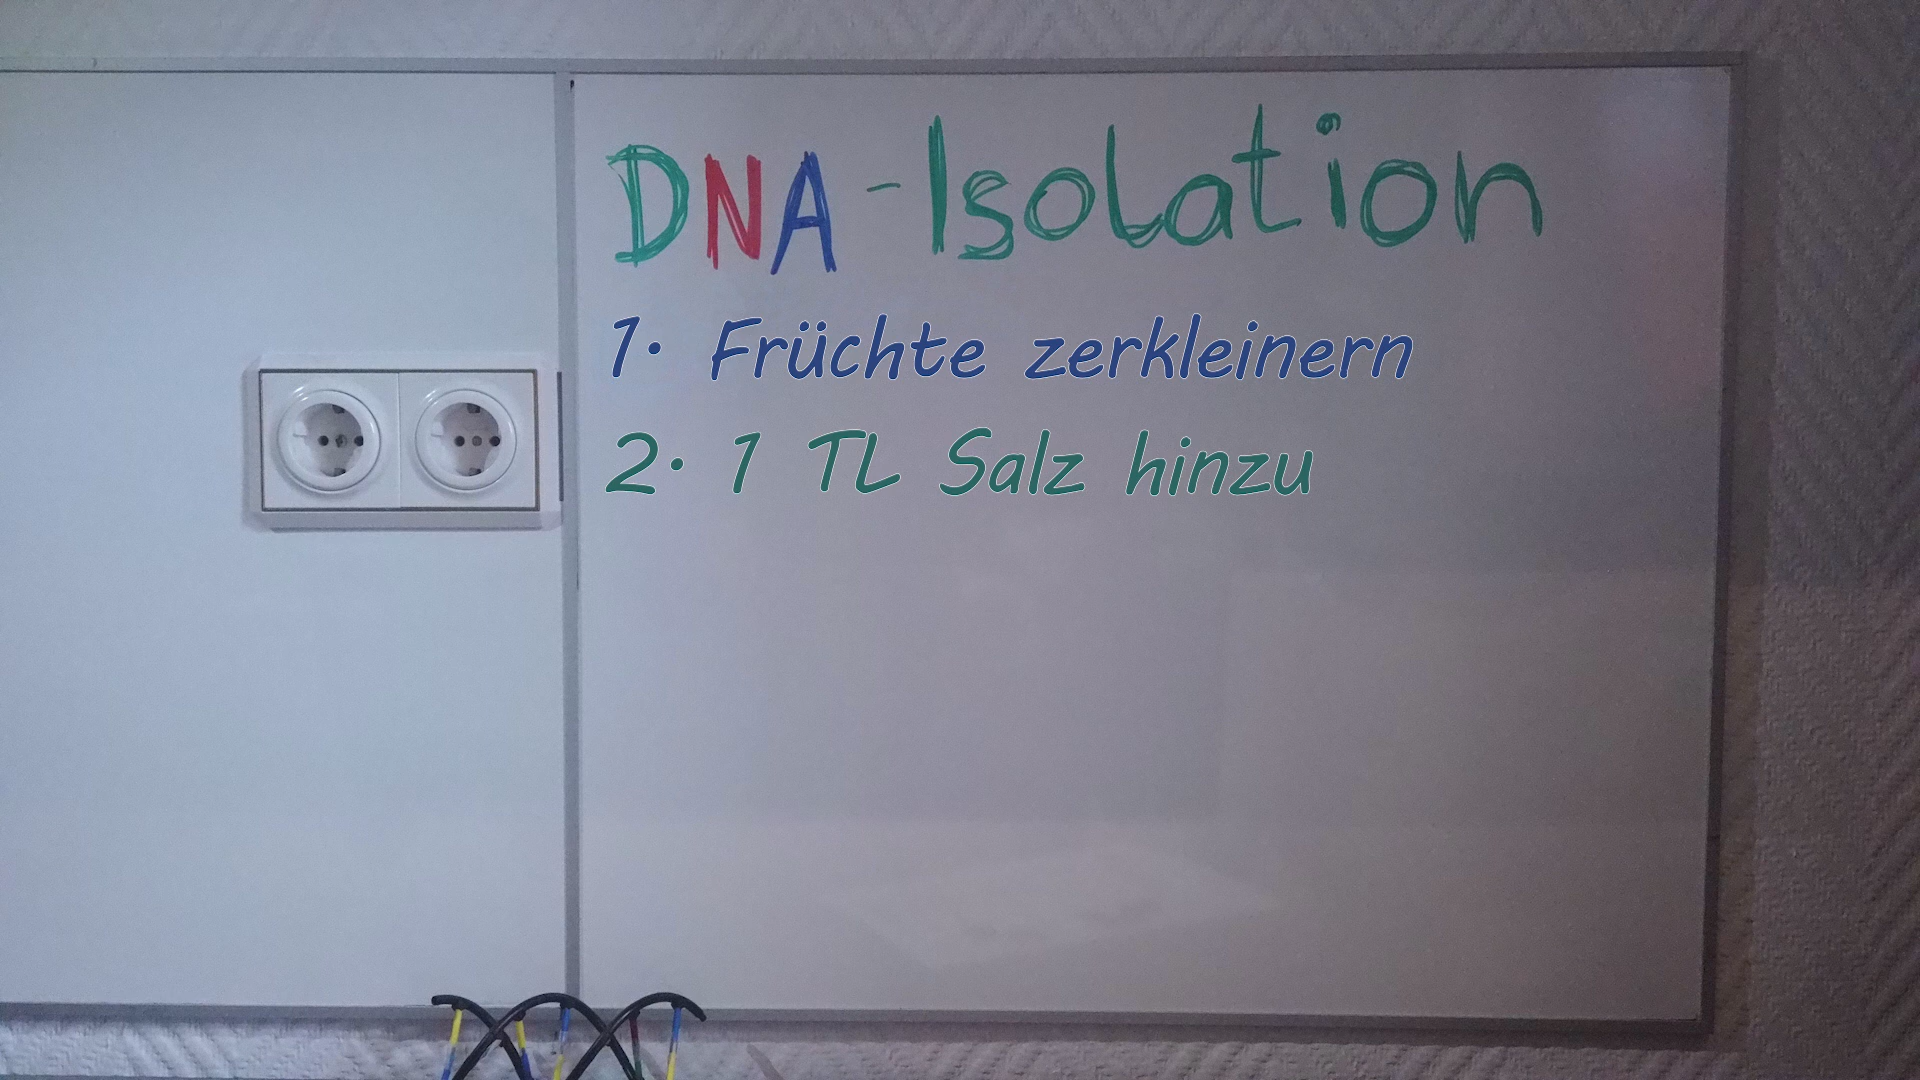 DNA-Isolation
1. Früchte zerkleinern
2. 1 TL Salz hinzu